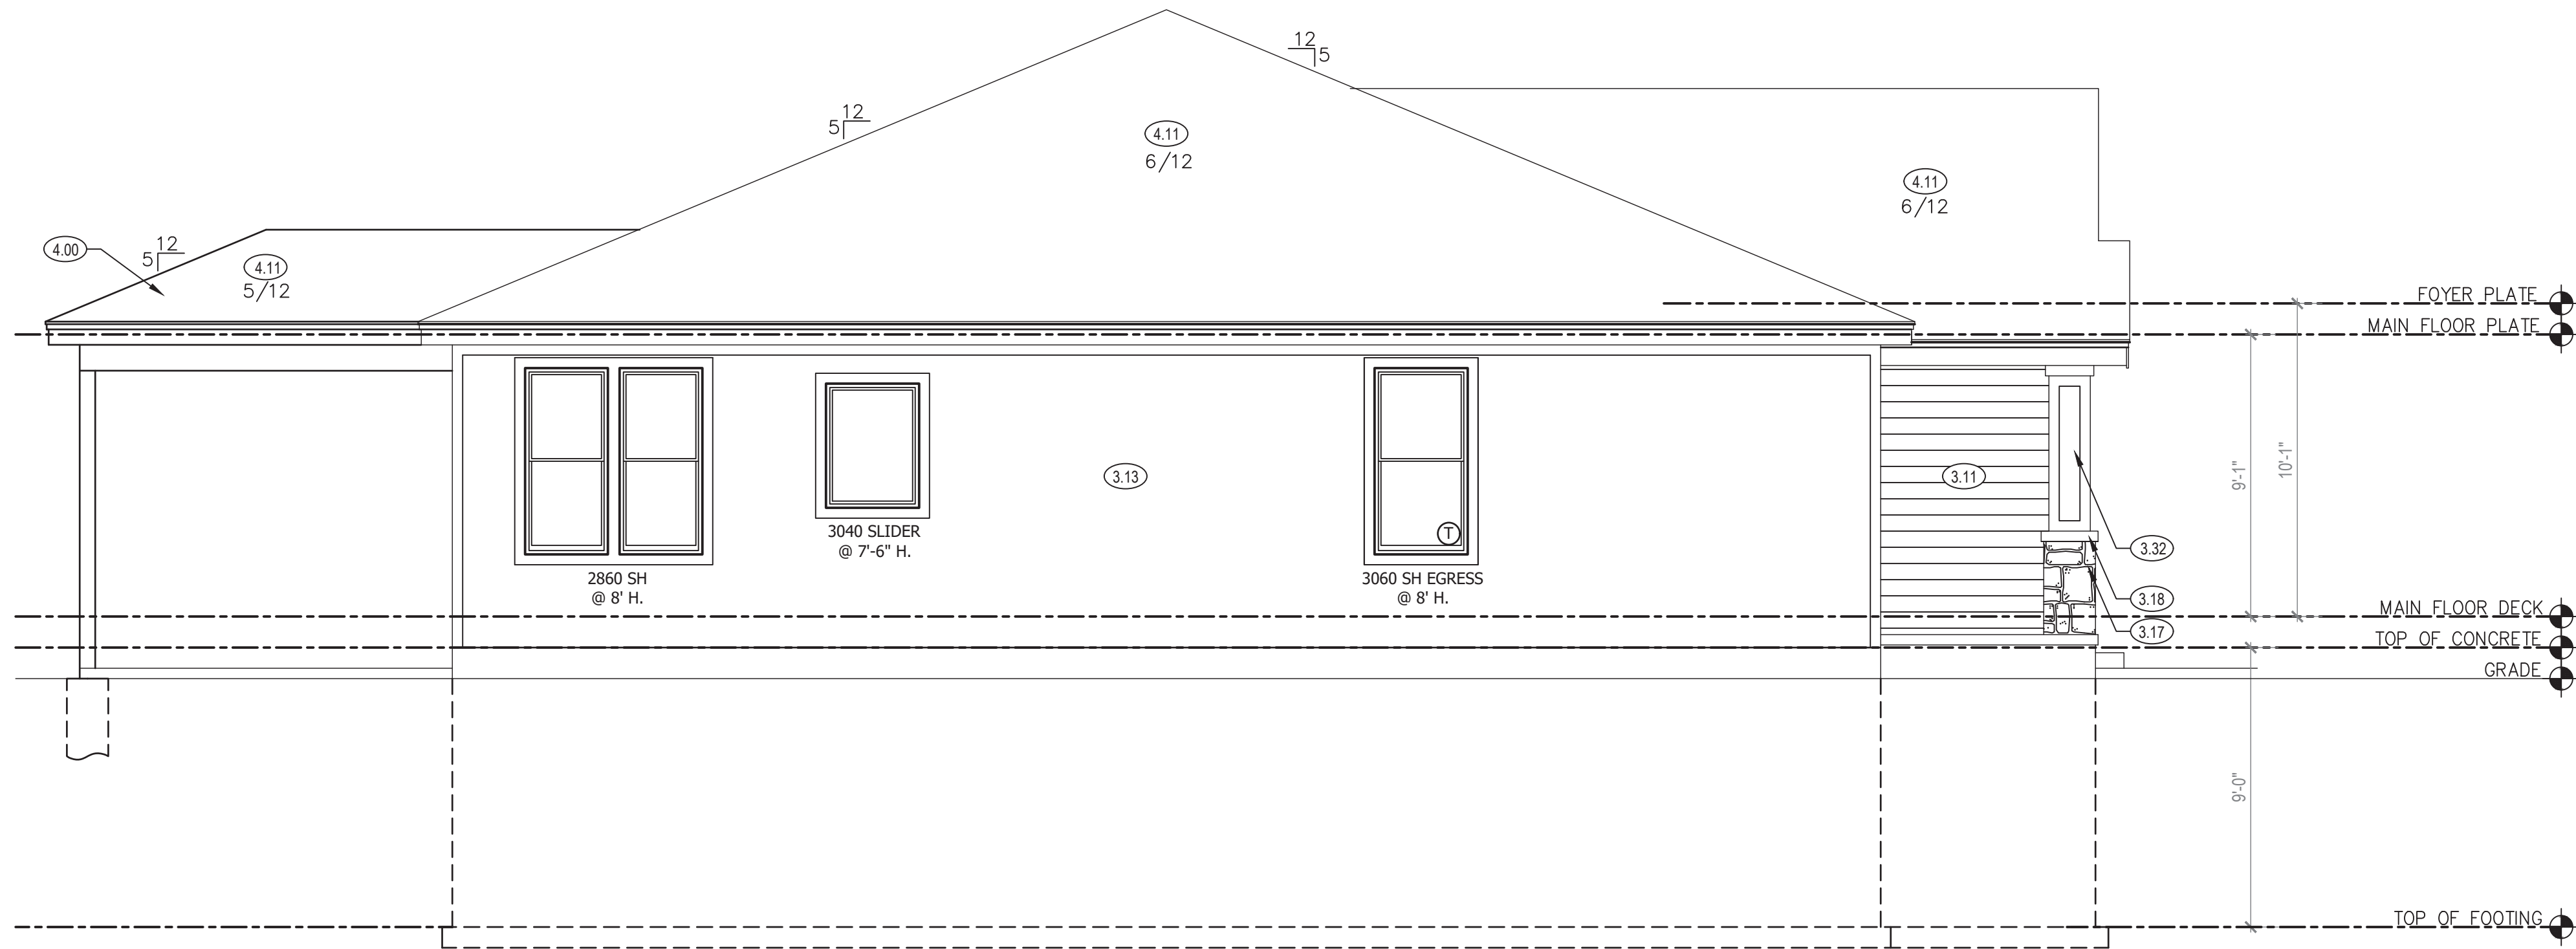 12
5
12
5
4.11
6/12
4.11
6/12
4.00
12
5
4.11
5/12
FOYER PLATE
MAIN FLOOR PLATE
9'-1"
10'-1"
3.13
3.11
T
3040 SLIDER
@ 7'-6" H.
2860 SH
@ 8' H.
3060 SH EGRESS
@ 8' H.
3.32
3.18
3.17
MAIN FLOOR DECK
TOP OF CONCRETE
GRADE
9'-0"
TOP OF FOOTING